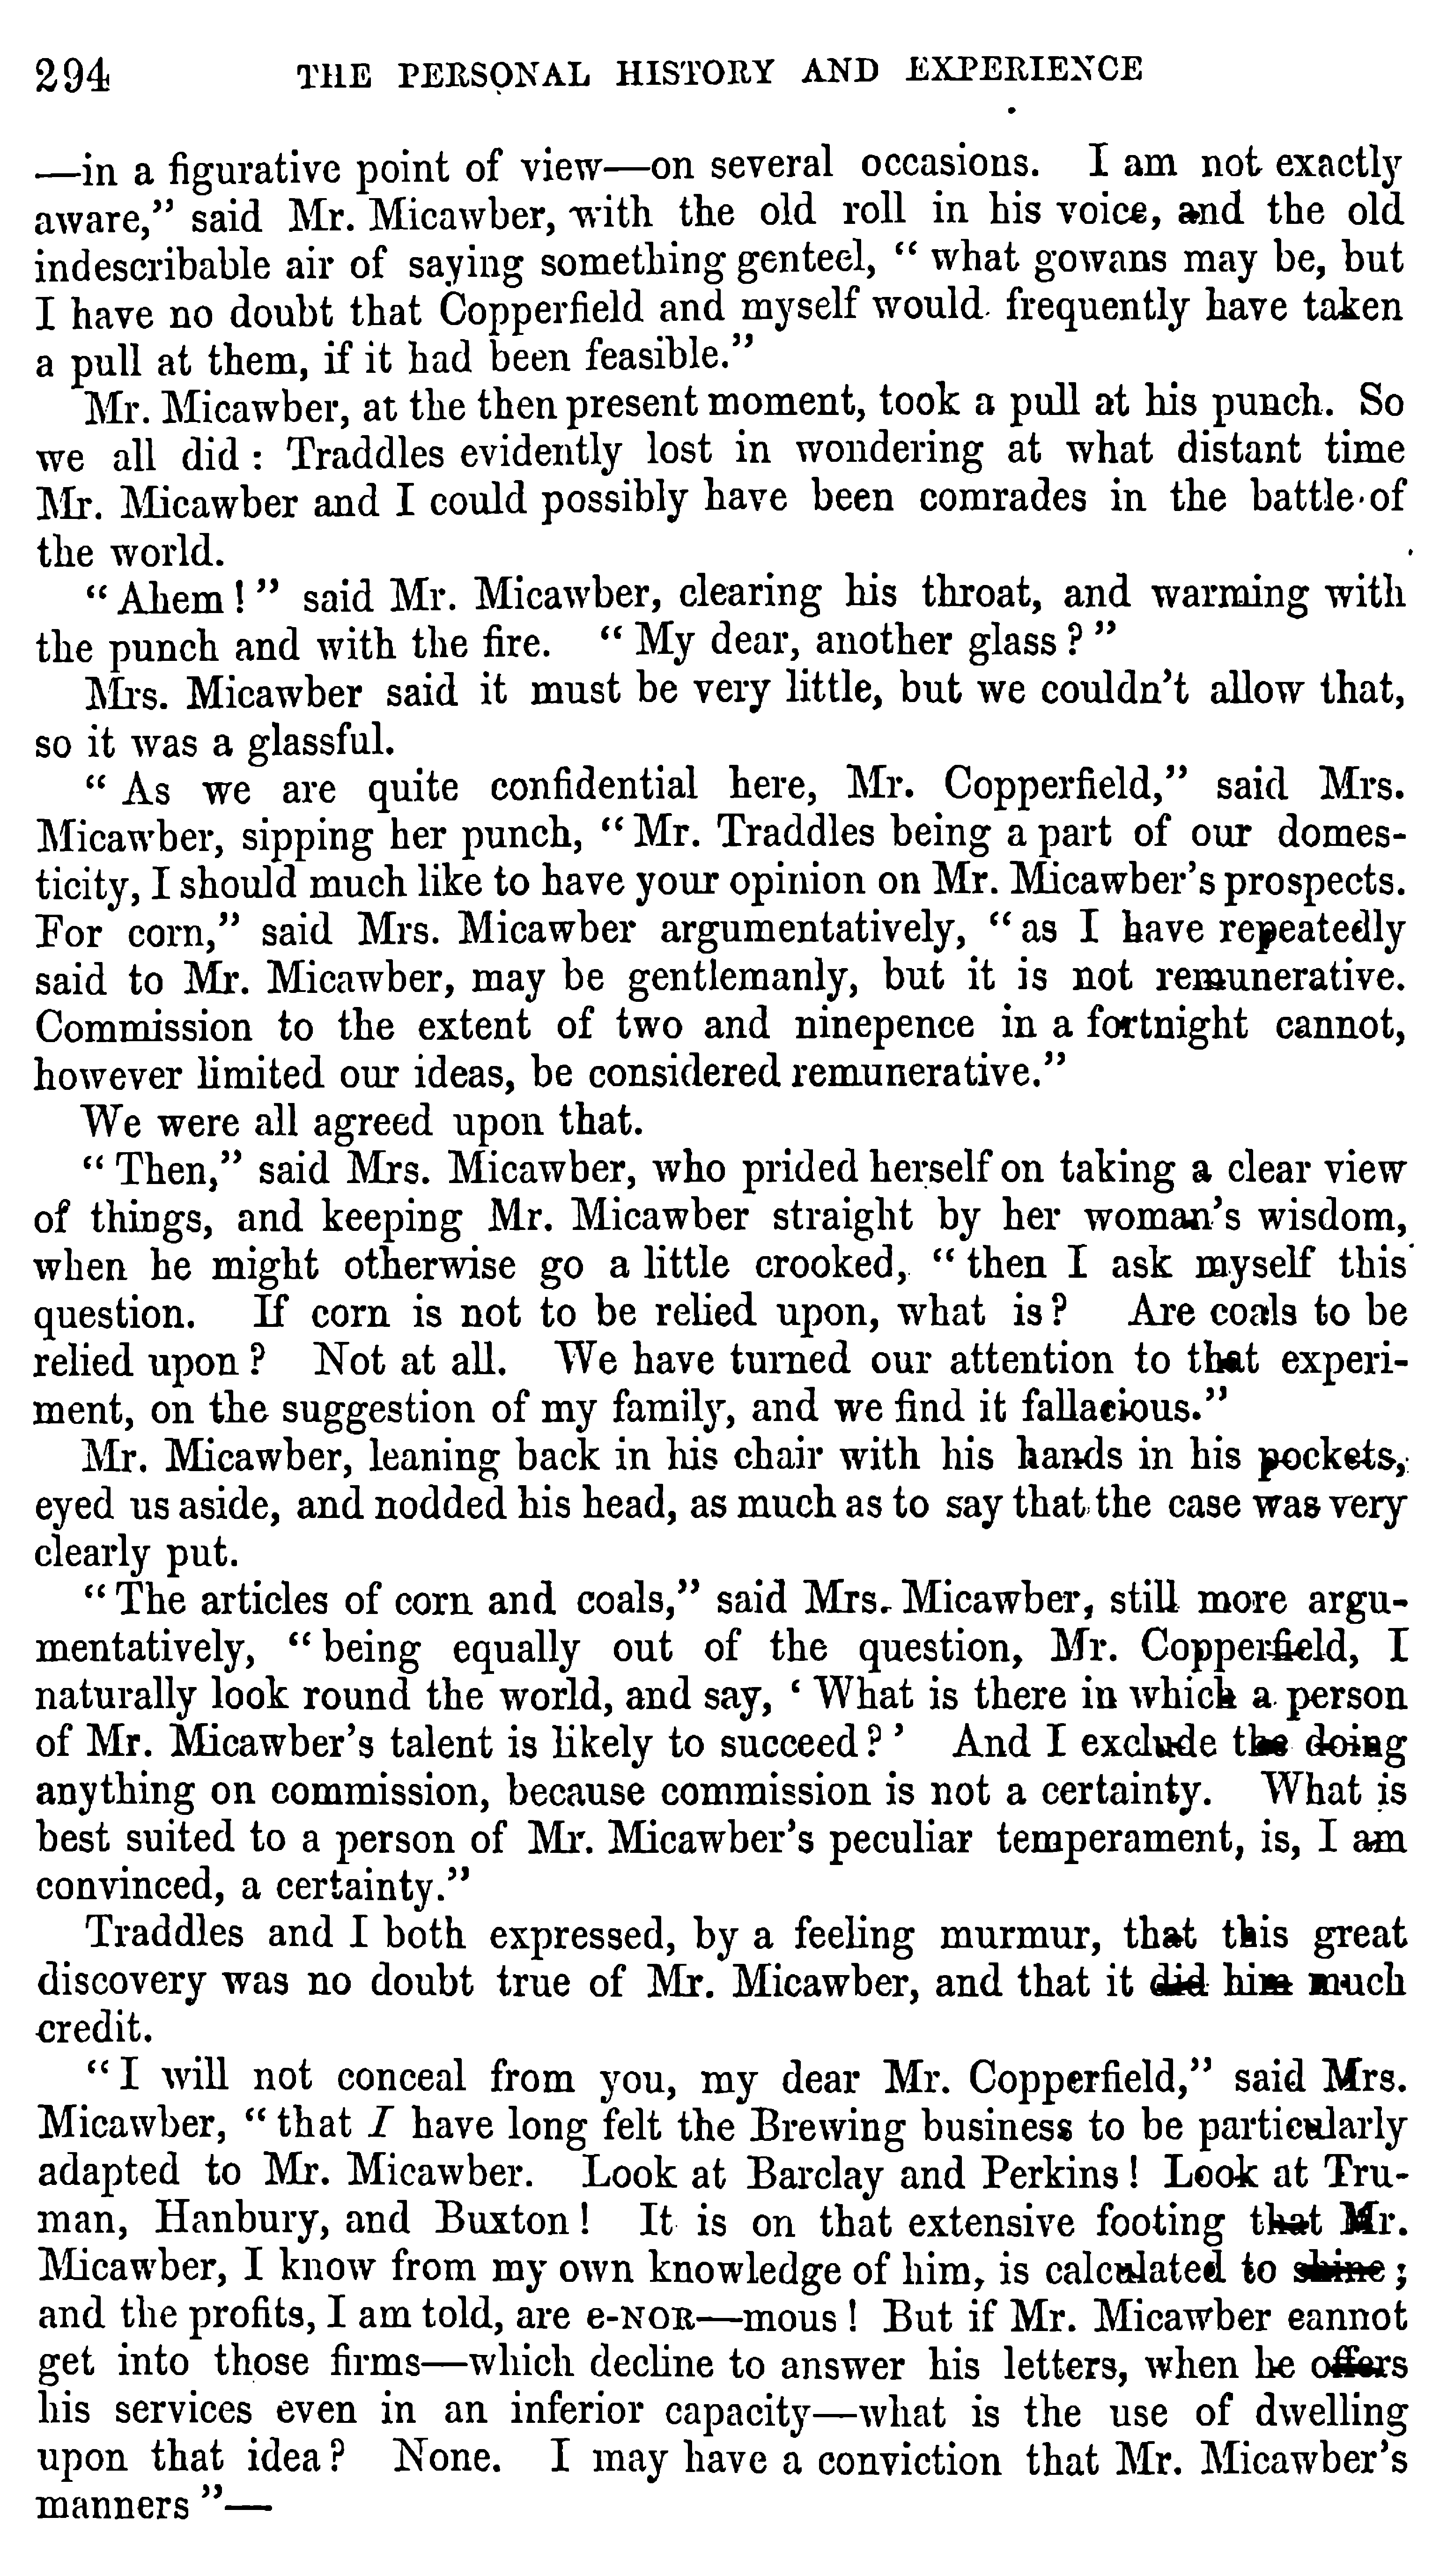 294 THE PERSONAL HISTORY AND EXPERIENCE
—in a figurative point of view—on several occasions. I am not exactly
aware,” said Mr. Micawber, with the old roll in his voice, and the old
indescribable air of saying something genteel, “ what gowans may be, but
I have no doubt that Copperfield and myself would frequently have taken
a pull at them, if it had been feasible.”
Mr. Micawber, at the then present moment, took a pull at his punch. So
we all did : Traddles evidently lost in wondering at what distant time
Mr. Micawber and I could possibly have been comrades in the battle of
the world.
“ Ahem ! ” said Mr. Micawber, clearing his throat, and warming with
the punch and with the fire. “ My dear, another glass ? ”
Mrs. Micawber said it must be very little, but we couldn’t allow that,
so it was a glassful.
“ As we are quite confidential here, Mr. Copperfield,” said Mrs.
Micawber, sipping her punch, “ Mr. Traddles being a part of our domes-
ticity, I should much like to have your opinion on Mr. Micawber’s prospects.
For corn,” said Mrs. Micawber argumentatively, “ as I have repeatedly
said to Mr. Micawber, may be gentlemanly, but it is not remunerative.
Commission to the extent of two and ninepence in a fortnight cannot,
however limited our ideas, be considered remunerative.”
We were all agreed upon that.
“ Then,” said Mrs. Micawber, who prided herself on taking a clear view
of things, and keeping Mr. Micawber straight by her woman’s wisdom,
when he might otherwise go a little crooked, “ then I ask myself this
question. If corn is not to be relied upon, what is ? Are coals to be
relied upon ? Not at all. We have turned our attention to that experi-
ment, on the suggestion of my family, and we find it fallacious.”
Mr. Micawber, leaning back in his chair with his hands in his pockets,
eyed us aside, and nodded his head, as much as to say that the case was very
clearly put.
“ The articles of corn and coals,” said Mrs. Micawber, still more argu-
mentatively, “ being equally out of the question, Mr. Copperfield, I
naturally look round the world, and say, ‘ What is there in which a person
of Mr. Micawber’s talent is likely to succeed ? ’ And I exclude the doing
anything on commission, because commission is not a certainty. What is
best suited to a person of Mr. Micawber’s peculiar temperament, is, I am
convinced, a certainty.”
Traddles and I both expressed, by a feeling murmur, that this great
discovery was no doubt true of Mr. Micawber, and that it did him much
credit.
“ I will not conceal from you, my dear Mr. Copperfield,” said Mrs.
Micawber, “ that I have long felt the Brewing business to be particularly
adapted to Mr. Micawber. Look at Barclay and Perkins ! Look at Tru-
man, Hanbury, and Buxton ! It is on that extensive footing that Mr.
Micawber, I know from my own knowledge of him, is calculated to shine ;
and the profits, I am told, are e-NOR—mous ! But if Mr. Micawber cannot
get into those firms—which decline to answer his letters, when he offers
his services even in an inferior capacity—what is the use of dwelling
upon that idea ? None. I may have a conviction that Mr. Micawber’s
manners ”—